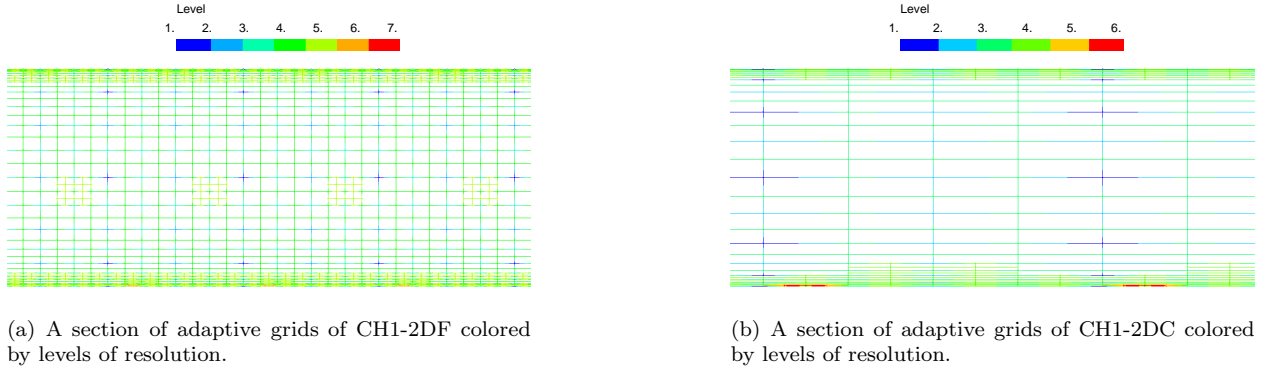 Level
1. 2. 3. 4. 5. 6. 7.
Level
1. 2. 3. 4. 5. 6.
(a) A section of adaptive grids of CH1-2DF colored
by levels of resolution.
(b) A section of adaptive grids of CH1-2DC colored
by levels of resolution.